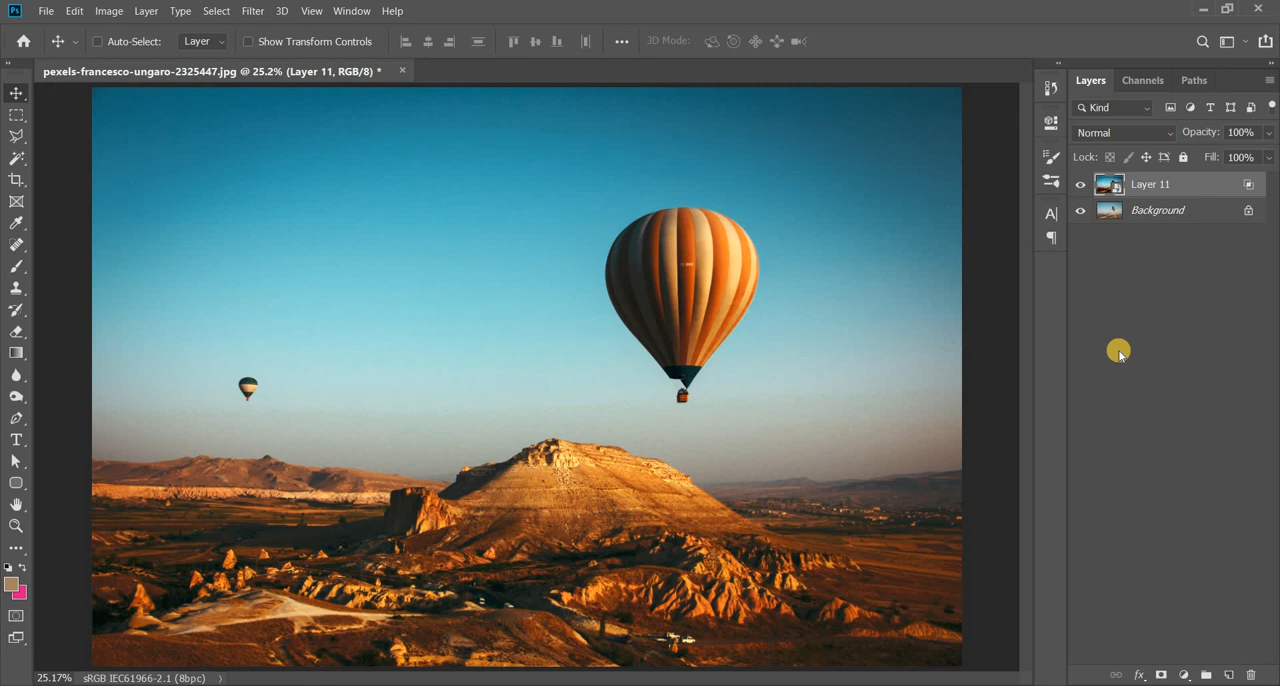 Ps File Edit Image Layer Type Select Filter 3D View Window Help
Auto-Select: Layer Show Transform Controls 3D Mode:
pexels-francesco-ungaro-2325447.jpg @ 25.2% (Layer 11, RGB/8) *
Layers Channels Paths
Kind
Normal Opacity: 100%
Lock: Fill: 100%
Layer 11
Background
25.17% sRGB IEC61966-2.1 (8bpc)